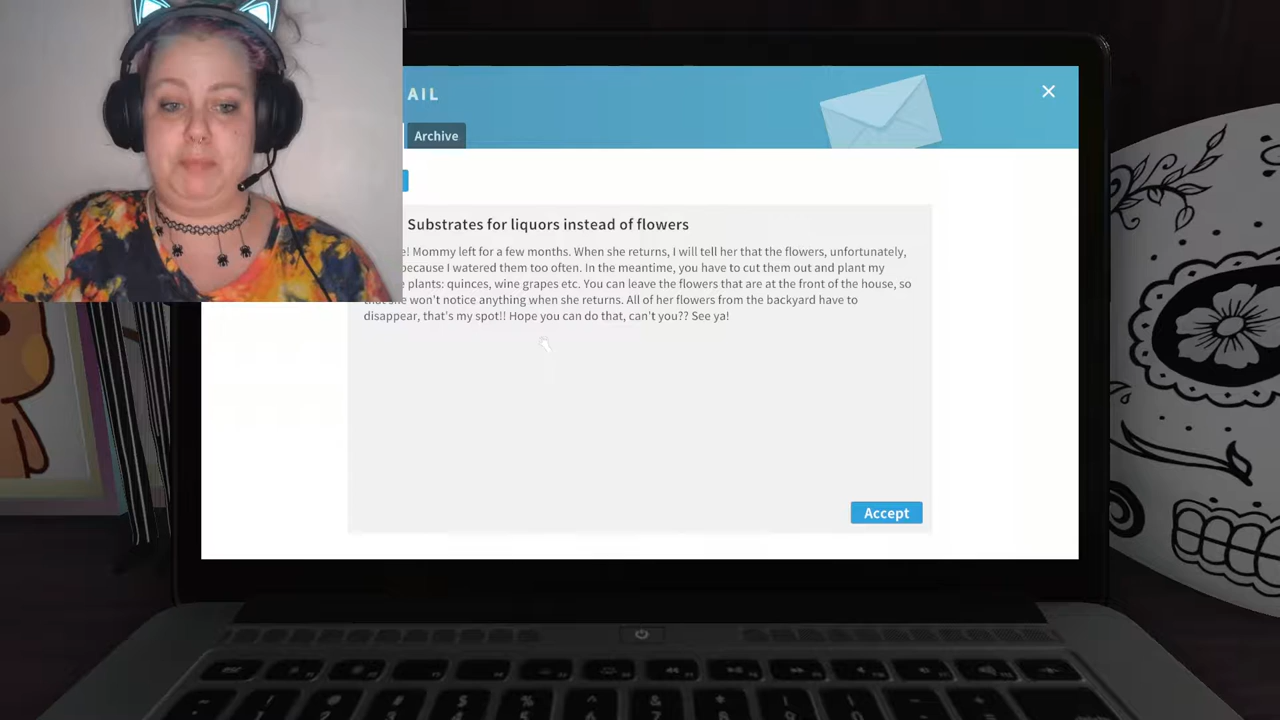 AIL
Archive
Substrates for liquors instead of flowers
! Mommy left for a few months. When she returns, I will tell her that the flowers, unfortunately,
because I watered them too often. In the meantime, you have to cut them out and plant my
plants: quinces, wine grapes etc. You can leave the flowers that are at the front of the house, so
that she won't notice anything when she returns. All of her flowers from the backyard have to
disappear, that's my spot!! Hope you can do that, can't you?? See ya!
Accept